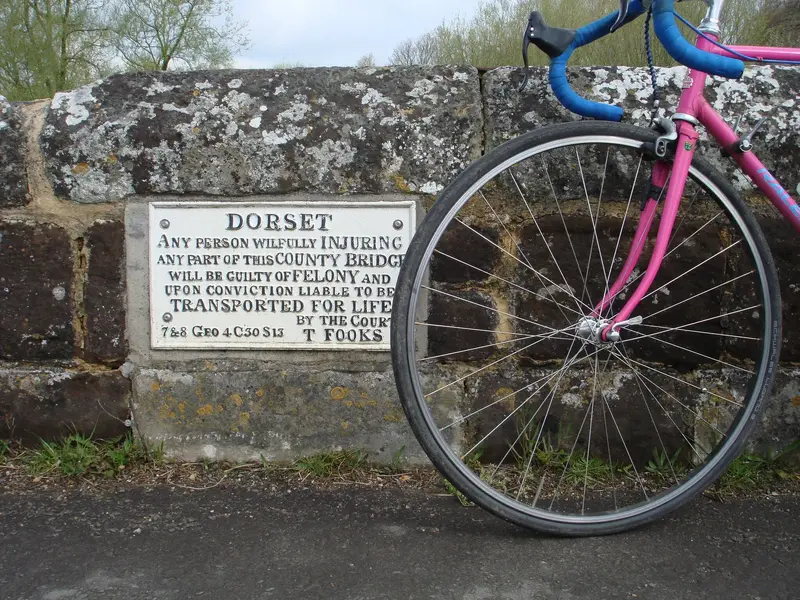 DORSET
ANY PERSON WILFULLY INJURING
ANY PART OF THIS COUNTY BRIDGE
WILL BE GUILTY OF FELONY AND
UPON CONVICTION LIABLE TO BE
TRANSPORTED FOR LIFE
BY THE COURT
7&8 GEO 4 C30 S13 T FOOKS